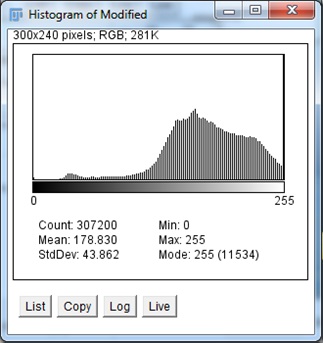 Histogram of Modified
300x240 pixels; RGB; 281K
0 255
Count: 307200 Min: 0
Mean: 178.830 Max: 255
StdDev: 43.862 Mode: 255 (11534)
List Copy Log Live